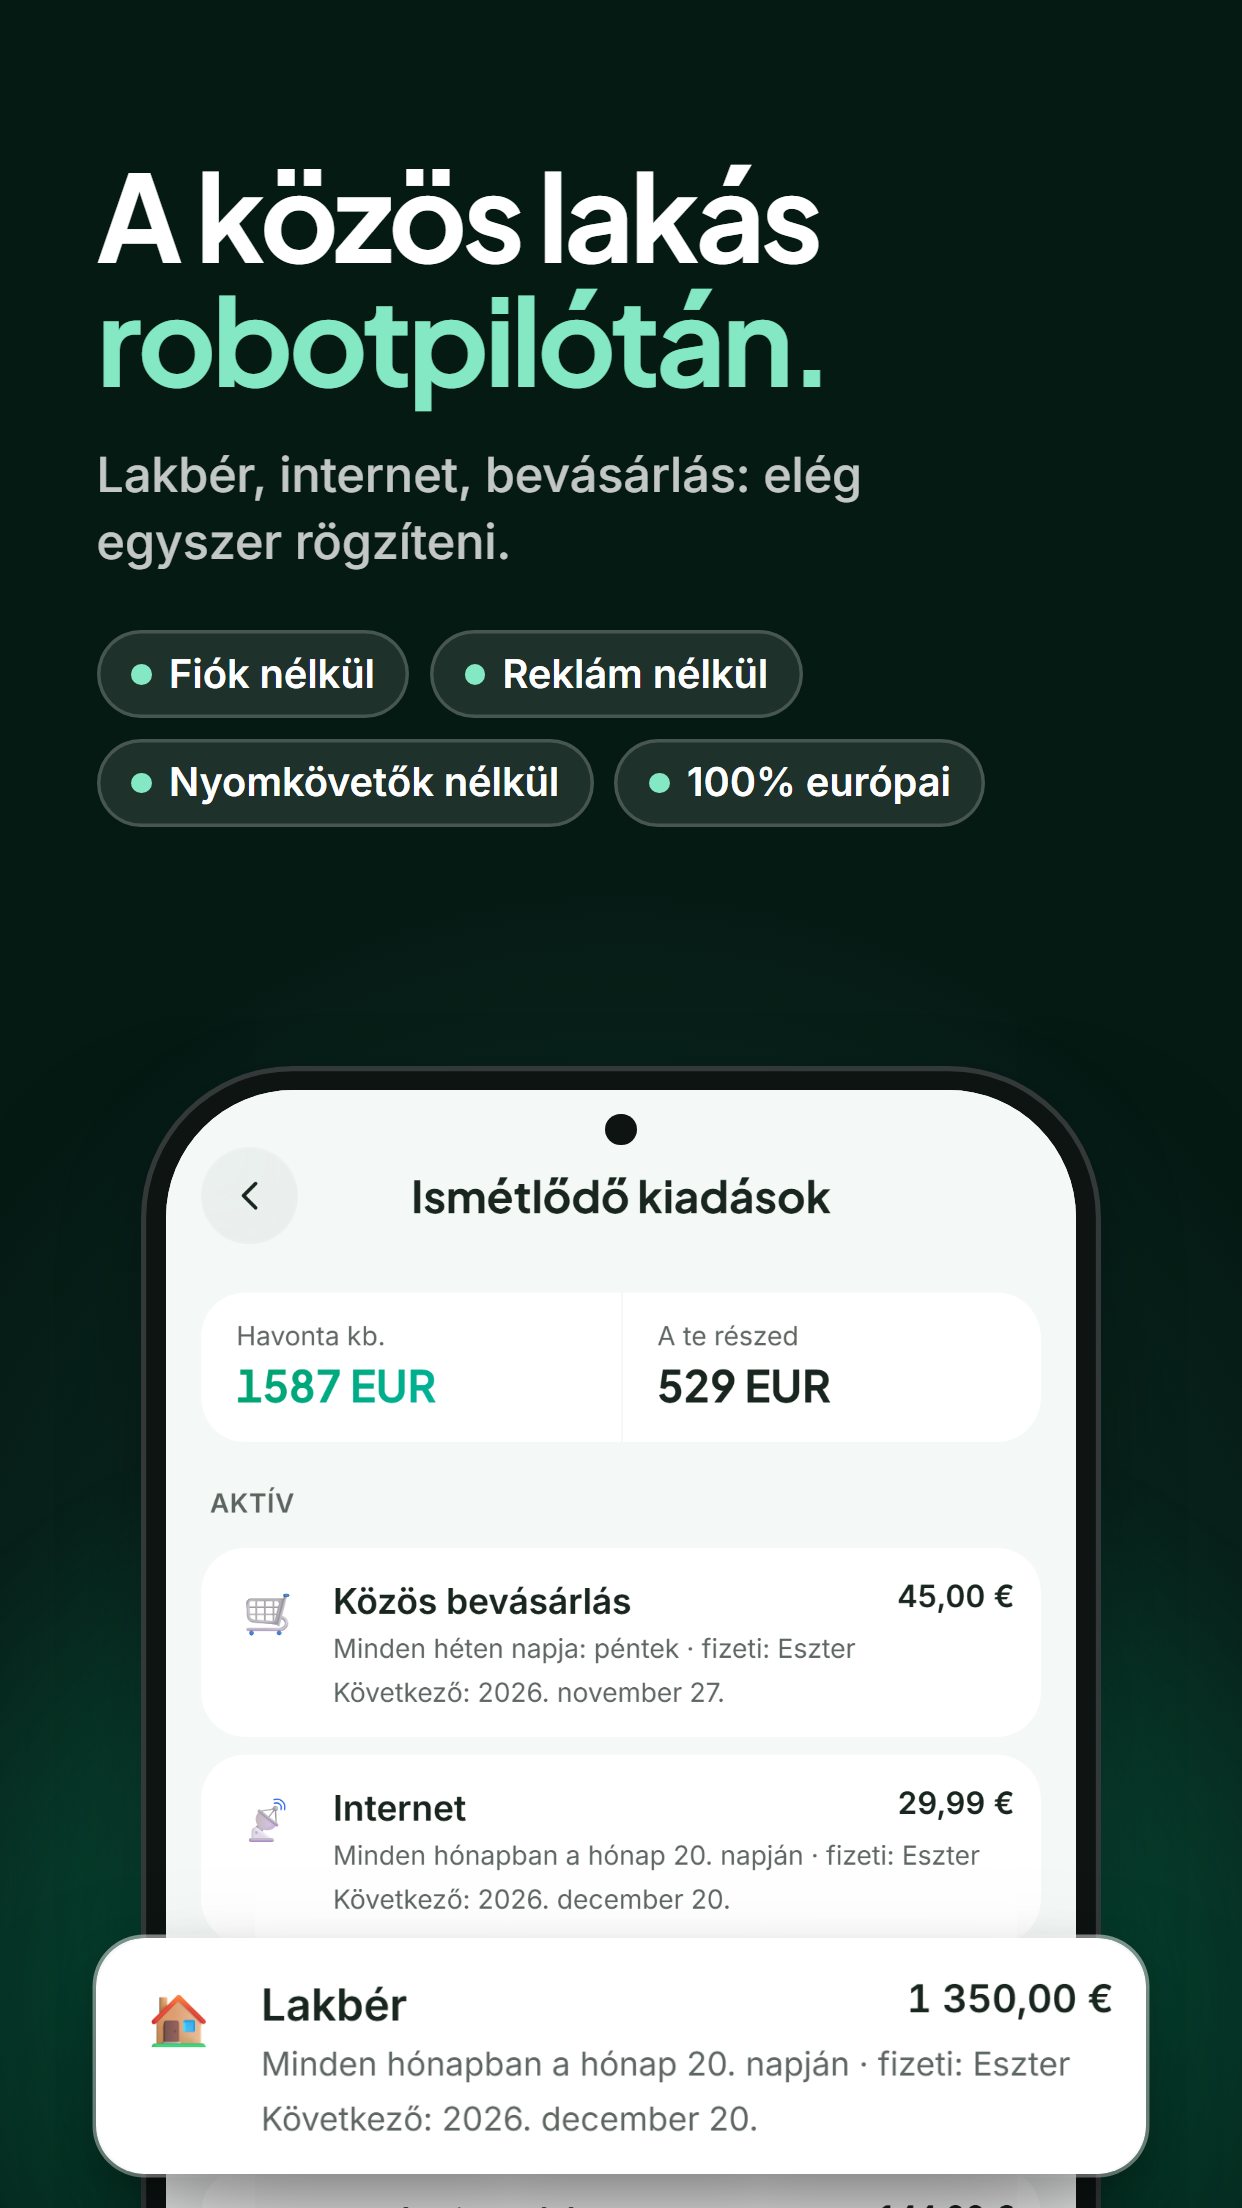 A közös lakás
robotpilótán.
Lakbér, internet, bevásárlás: elég
egyszer rögzíteni.
Fiók nélkül
Reklám nélkül
Nyomkövetők nélkül
100% európai
Ismétlődő kiadások
Havonta kb.
1587 EUR
A te részed
529 EUR
AKTÍV
Közös bevásárlás
45,00 €
Minden héten napja: péntek · fizeti: Eszter
Következő: 2026. november 27.
Internet
29,99 €
Minden hónapban a hónap 20. napján · fizeti: Eszter
Következő: 2026. december 20.
Lakbér
1 350,00 €
Minden hónapban a hónap 20. napján · fizeti: Eszter
Következő: 2026. december 20.